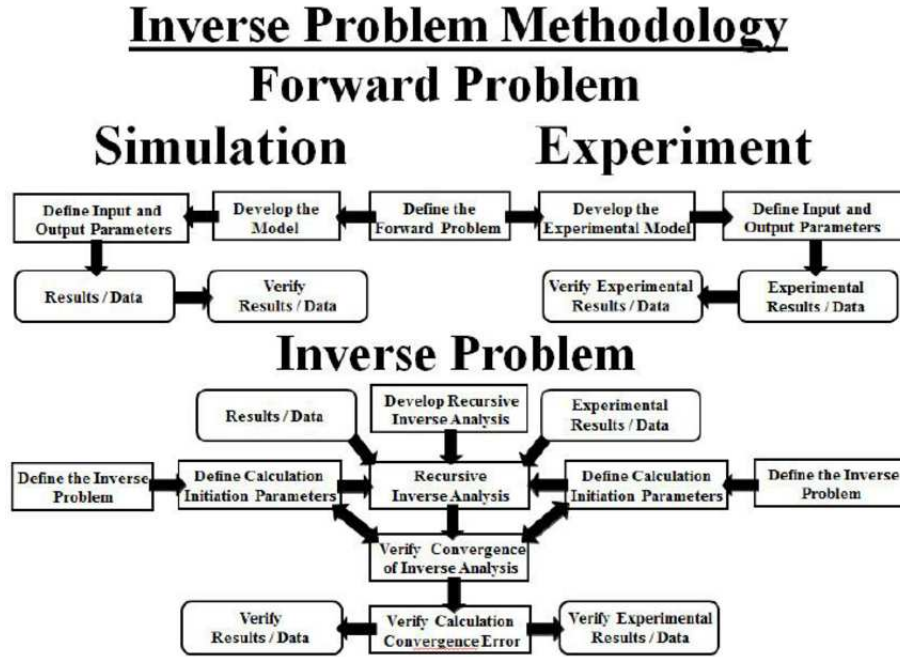 Inverse Problem Methodology
Forward Problem
Simulation
Experiment
Define Input and
Output Parameters
Develop the
Model
Define the
Forward Problem
Develop the
Experimental Model
Define Input and
Output Parameters
Results / Data
Verify
Results / Data
Verify Experimental
Results / Data
Experimental
Results / Data
Inverse Problem
Results / Data
Develop Recursive
Inverse Analysis
Experimental
Results / Data
Define the Inverse
Problem
Define Calculation
Initiation Parameters
Recursive
Inverse Analysis
Define Calculation
Initiation Parameters
Define the Inverse
Problem
Verify Convergence
of Inverse Analysis
Verify
Results / Data
Verify Calculation
Convergence Error
Verify Experimental
Results / Data